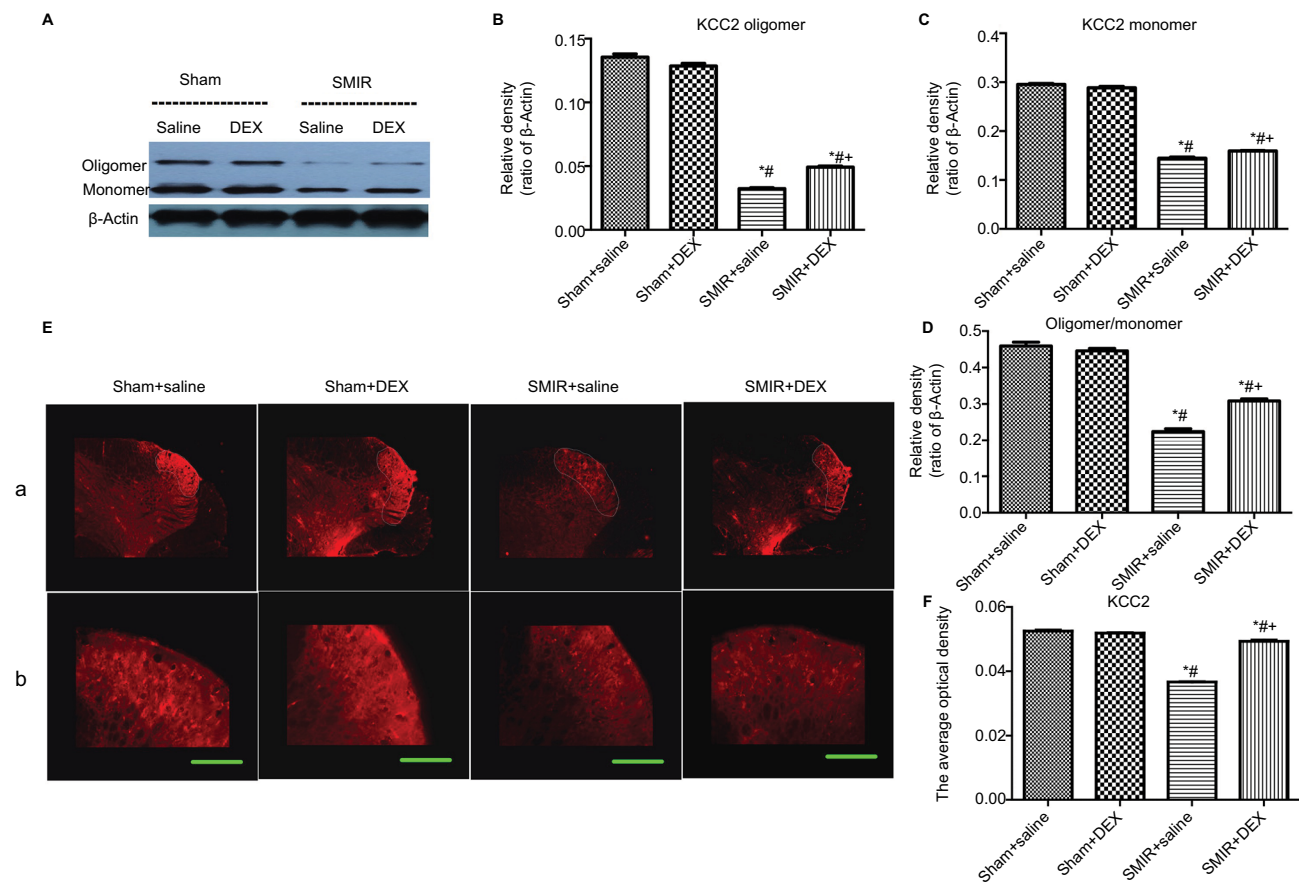 A
Sham SMIR
Saline DEX Saline DEX
Oligomer
Monomer
β-Actin
B
KCC2 oligomer
Relative density
(ratio of β-Actin)
0.15
0.10
0.05
0.00
*#
*#+
Sham+saline
Sham+DEX
SMIR+saline
SMIR+DEX
C
KCC2 monomer
Relative density
(ratio of β-Actin)
0.4
0.3
0.2
0.1
0.0
*#
*#+
Sham+saline
Sham+DEX
SMIR+Saline
SMIR+DEX
D
Oligomer/monomer
Relative density
(ratio of β-Actin)
0.5
0.4
0.3
0.2
0.1
0.0
*#
*#+
Sham+saline
Sham+DEX
SMIR+saline
SMIR+DEX
E
Sham+saline Sham+DEX SMIR+saline SMIR+DEX
a
b
F
KCC2
The average optical density
0.06
0.04
0.02
0.00
*#
*#+
Sham+saline
Sham+DEX
SMIR+saline
SMIR+DEX